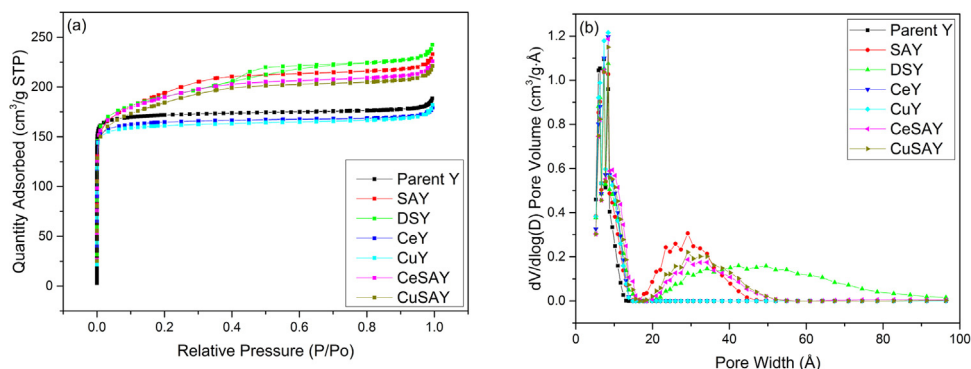 (a)
Quantity Adsorbed (cm³/g STP)
250
200
150
100
50
0
Parent Y
SAY
DSY
CeY
CuY
CeSAY
CuSAY
0.0 0.2 0.4 0.6 0.8 1.0
Relative Pressure (P/Po)
(b)
dV/dlog(D) Pore Volume (cm³/g·Å)
1.2
1.0
0.8
0.6
0.4
0.2
0.0
Parent Y
SAY
DSY
CeY
CuY
CeSAY
CuSAY
0 20 40 60 80 100
Pore Width (Å)